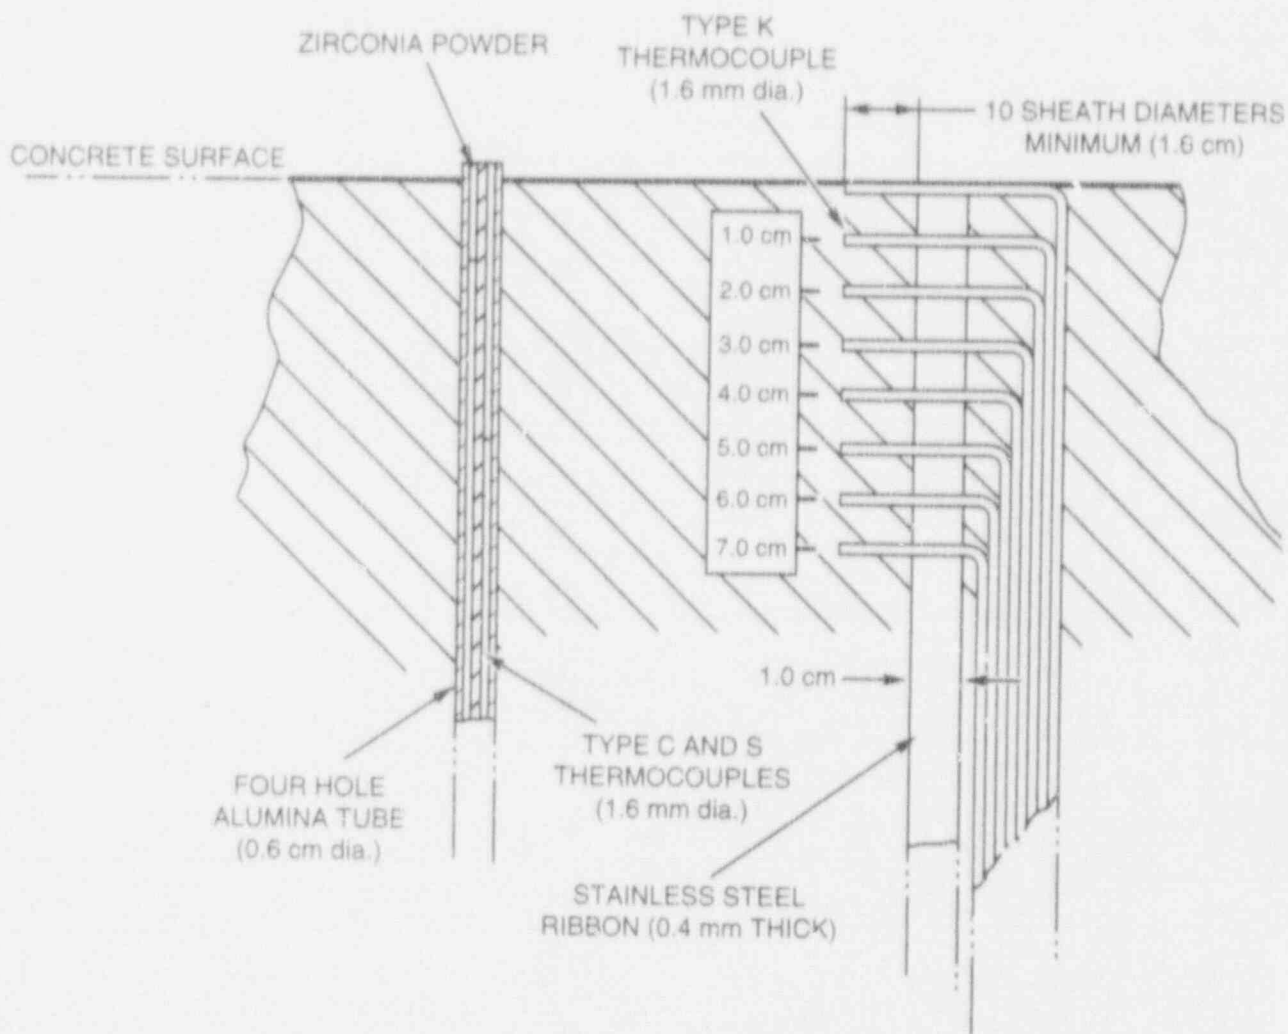 ZIRCONIA POWDER
TYPE K
THERMOCOUPLE
(1.6 mm dia.)
10 SHEATH DIAMETERS
MINIMUM (1.6 cm)
CONCRETE SURFACE
1.0 cm
2.0 cm
3.0 cm
4.0 cm
5.0 cm
6.0 cm
7.0 cm
1.0 cm
TYPE C AND S
THERMOCOUPLES
(1.6 mm dia.)
FOUR HOLE
ALUMINA TUBE
(0.6 cm dia.)
STAINLESS STEEL
RIBBON (0.4 mm THICK)